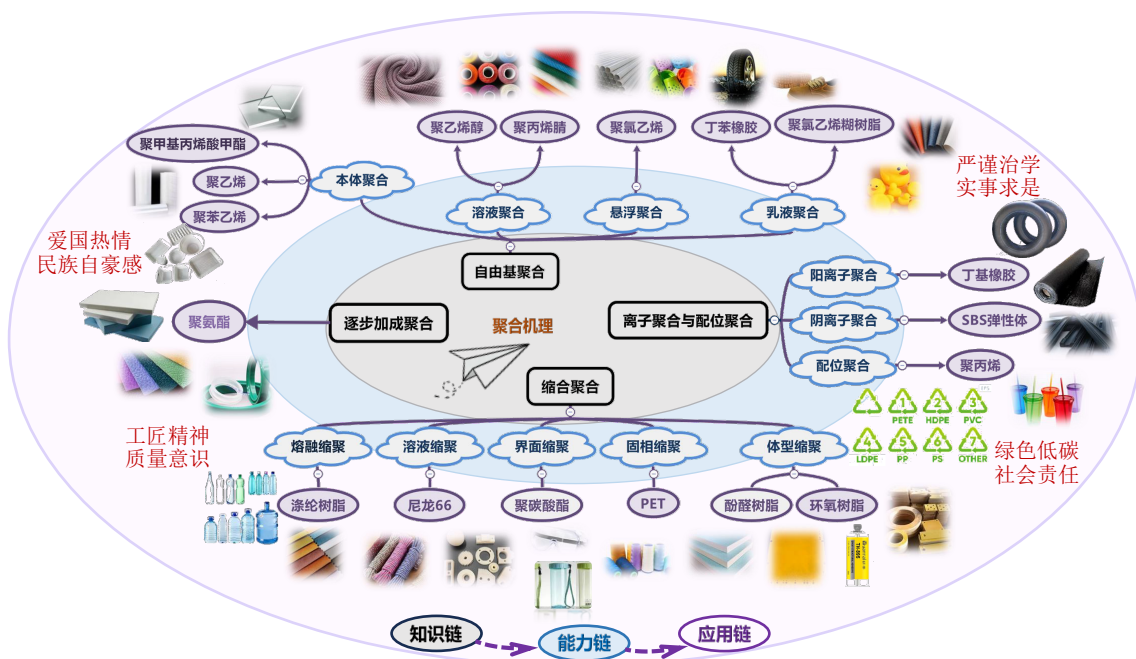 聚乙烯醇
聚丙烯腈
聚氯乙烯
丁苯橡胶
聚氯乙烯糊树脂
聚甲基丙烯酸甲酯
聚乙烯
聚苯乙烯
本体聚合
溶液聚合
悬浮聚合
乳液聚合
严谨治学
实事求是
爱国热情
民族自豪感
自由基聚合
阳离子聚合
丁基橡胶
聚氨酯
逐步加成聚合
聚合机理
离子聚合与配位聚合
阴离子聚合
SBS弹性体
配位聚合
聚丙烯
缩合聚合
1
2
3
PETE
HDPE
PVC
4
5
6
7
LDPE
PP
PS
OTHER
工匠精神
质量意识
熔融缩聚
溶液缩聚
界面缩聚
固相缩聚
体型缩聚
绿色低碳
社会责任
涤纶树脂
尼龙66
聚碳酸酯
PET
酚醛树脂
环氧树脂
知识链
能力链
应用链